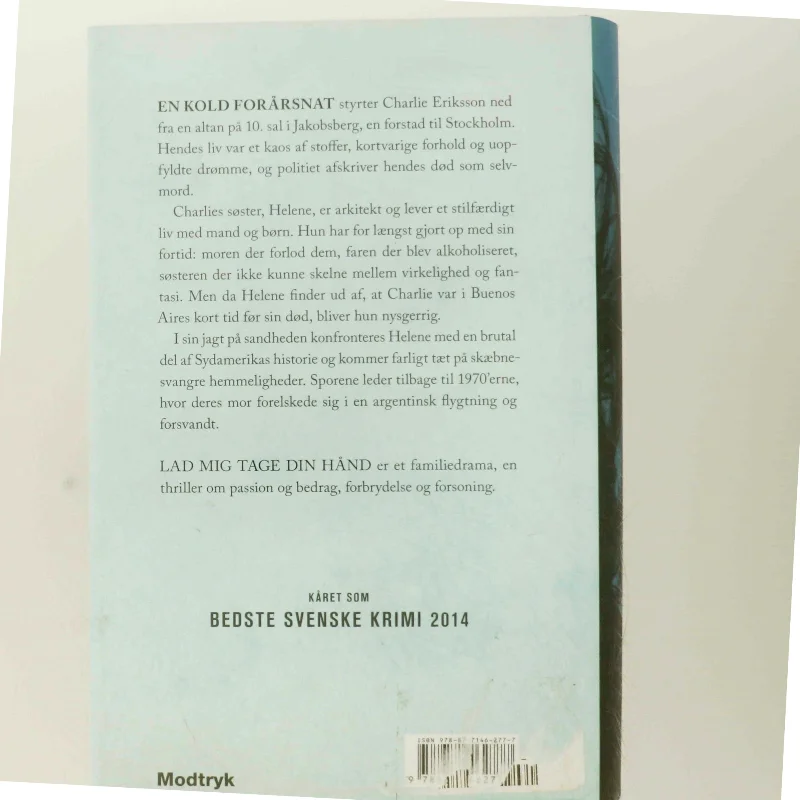 EN KOLD FORÅRSNAT styrter Charlie Eriksson ned
fra en altan på 10. sal i Jakobsberg, en forstad til Stockholm.
Hendes liv var et kaos af stoffer, kortvarige forhold og uop-
fyldte drømme, og politiet afskriver hendes død som selv-
mord.
Charlies søster, Helene, er arkitekt og lever et stilfærdigt
liv med mand og børn. Hun har for længst gjort op med sin
fortid: moren der forlod dem, faren der blev alkoholiseret,
søsteren der ikke kunne skelne mellem virkelighed og fan-
tasi. Men da Helene finder ud af, at Charlie var i Buenos
Aires kort tid før sin død, bliver hun nysgerrig.
I sin jagt på sandheden konfronteres Helene med en brutal
del af Sydamerikas historie og kommer farligt tæt på skæbne-
svangre hemmeligheder. Sporene leder tilbage til 1970'erne,
hvor deres mor forelskede sig i en argentinsk flygtning og
forsvandt.
LAD MIG TAGE DIN HÅND er et familiedrama, en
thriller om passion og bedrag, forbrydelse og forsoning.
KÅRET SOM
BEDSTE SVENSKE KRIMI 2014
ISBN 978-87-7146-277-7
Modtryk